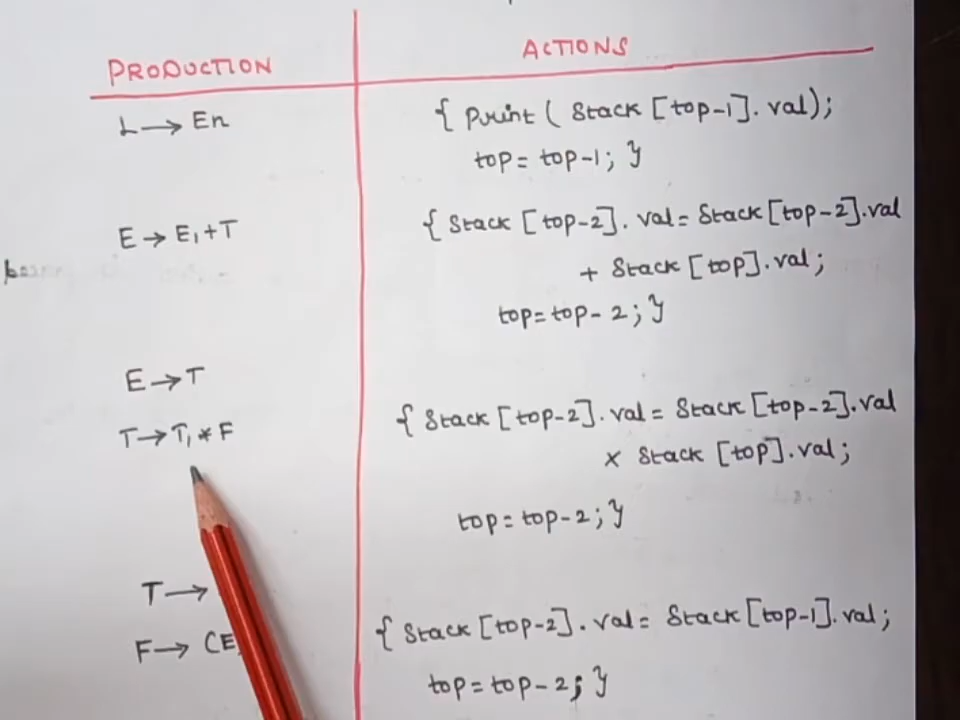 PRODUCTION ACTIONS
L → En { Print ( Stack [top-1]. val);
top = top-1; }
E → E₁ + T { Stack [top-2]. val = Stack [top-2].val
+ Stack [top].val;
top = top - 2; }
E → T
T → T₁ * F { Stack [top-2]. val = Stack [top-2].val
× Stack [top].val;
top = top-2; }
T →
F → (E { Stack [top-2]. val = Stack [top-1].val;
top = top-2; }